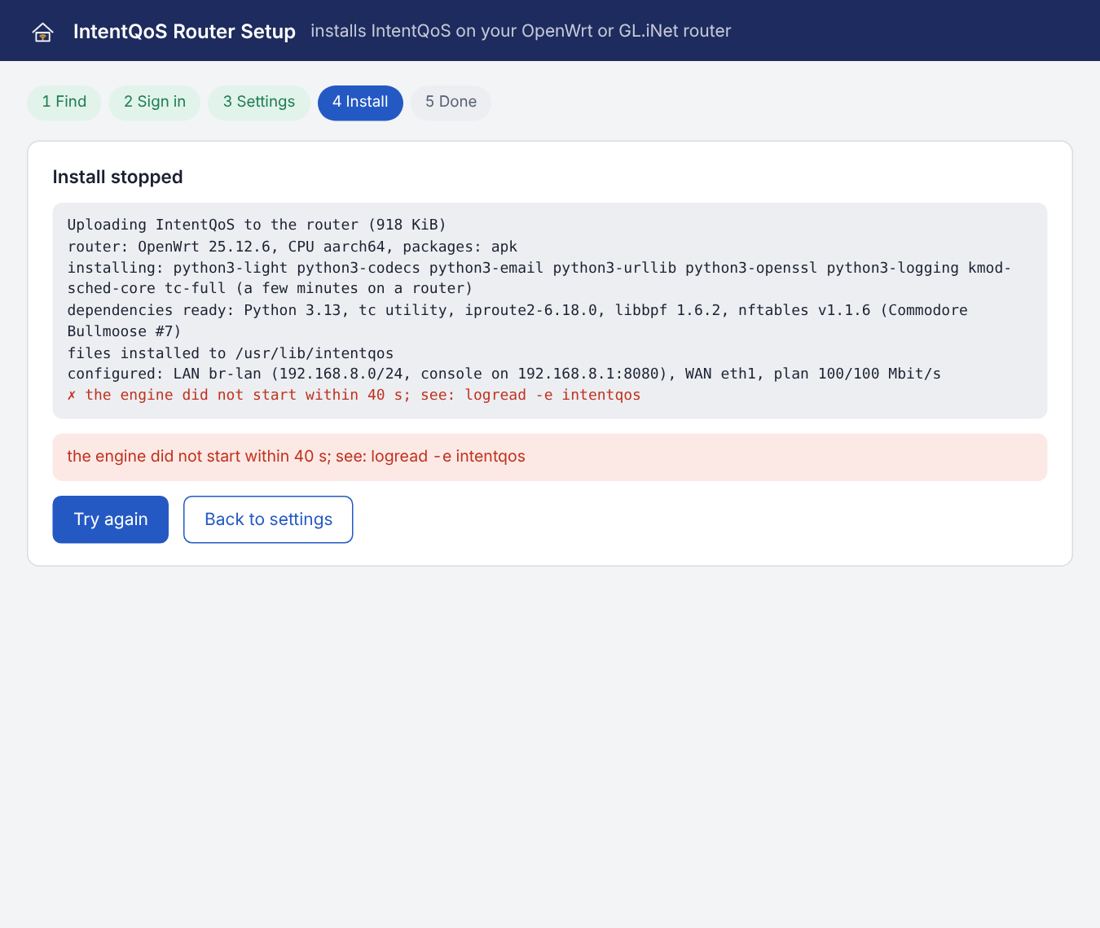 IntentQoS Router Setup installs IntentQoS on your OpenWrt or GL.iNet router
1 Find 2 Sign in 3 Settings 4 Install 5 Done
Install stopped
Uploading IntentQoS to the router (918 KiB)
router: OpenWrt 25.12.6, CPU aarch64, packages: apk
installing: python3-light python3-codecs python3-email python3-urllib python3-openssl python3-logging kmod-
sched-core tc-full (a few minutes on a router)
dependencies ready: Python 3.13, tc utility, iproute2-6.18.0, libbpf 1.6.2, nftables v1.1.6 (Commodore
Bullmoose #7)
files installed to /usr/lib/intentqos
configured: LAN br-lan (192.168.8.0/24, console on 192.168.8.1:8080), WAN eth1, plan 100/100 Mbit/s
✗ the engine did not start within 40 s; see: logread -e intentqos
the engine did not start within 40 s; see: logread -e intentqos
Try again Back to settings